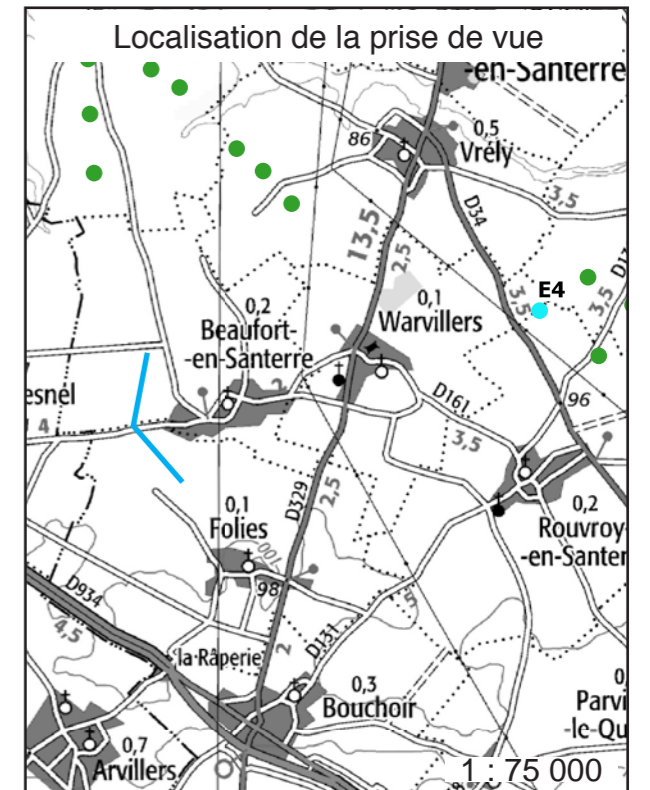 Localisation de la prise de vue
-en-Santerre
0,5
Vrély
86
3,5
D34
13,5
2,5
E4
3,5
3,5
0,1
Warvillers
0,2
Beaufort-
-en-Santerre
2
esnel
4
D161
96
3,5
D329
2,5
0,1
Folies
0,2
Rouvroy-
-en-Santer
98
D934
4,5
la Râperie
2
D131
0,3
Bouchoir
Parvi
-le-Qu
0,7
Arvillers
1 : 75 000